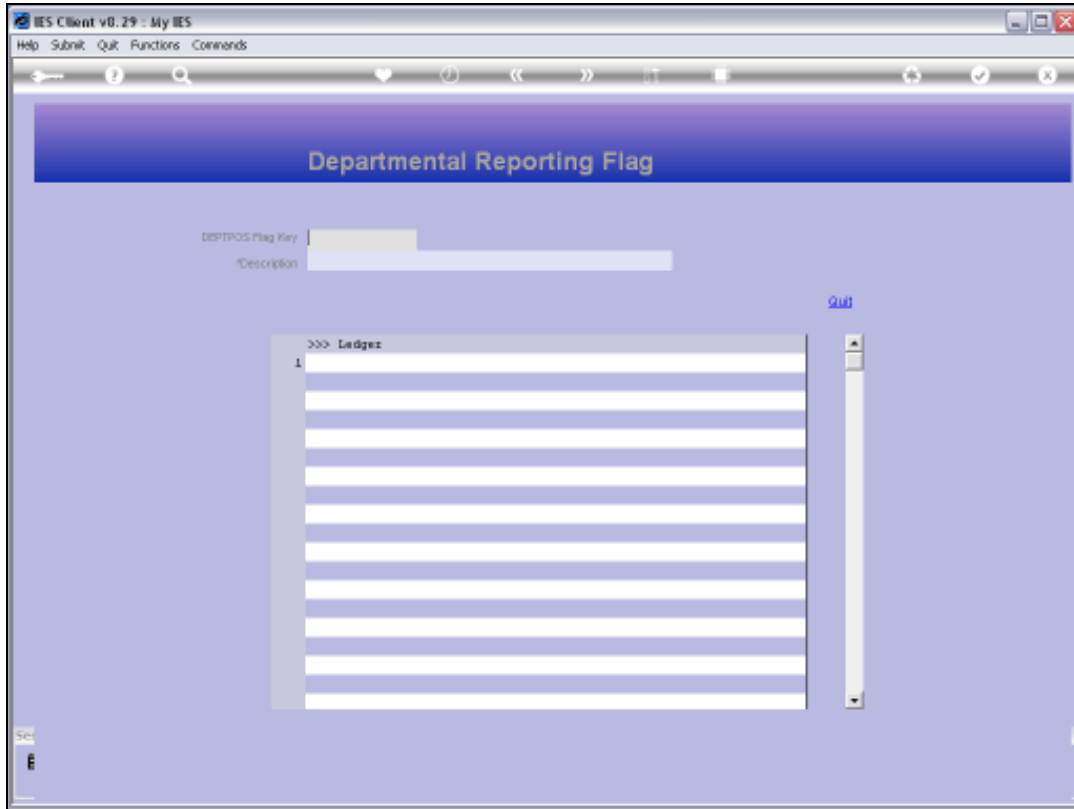 IES Client v8.29 : My IES
Help Submit Quit Functions Commands
Departmental Reporting Flag
DEPTPOS Flag Key
*Description
Quit
>>> Ledger
1